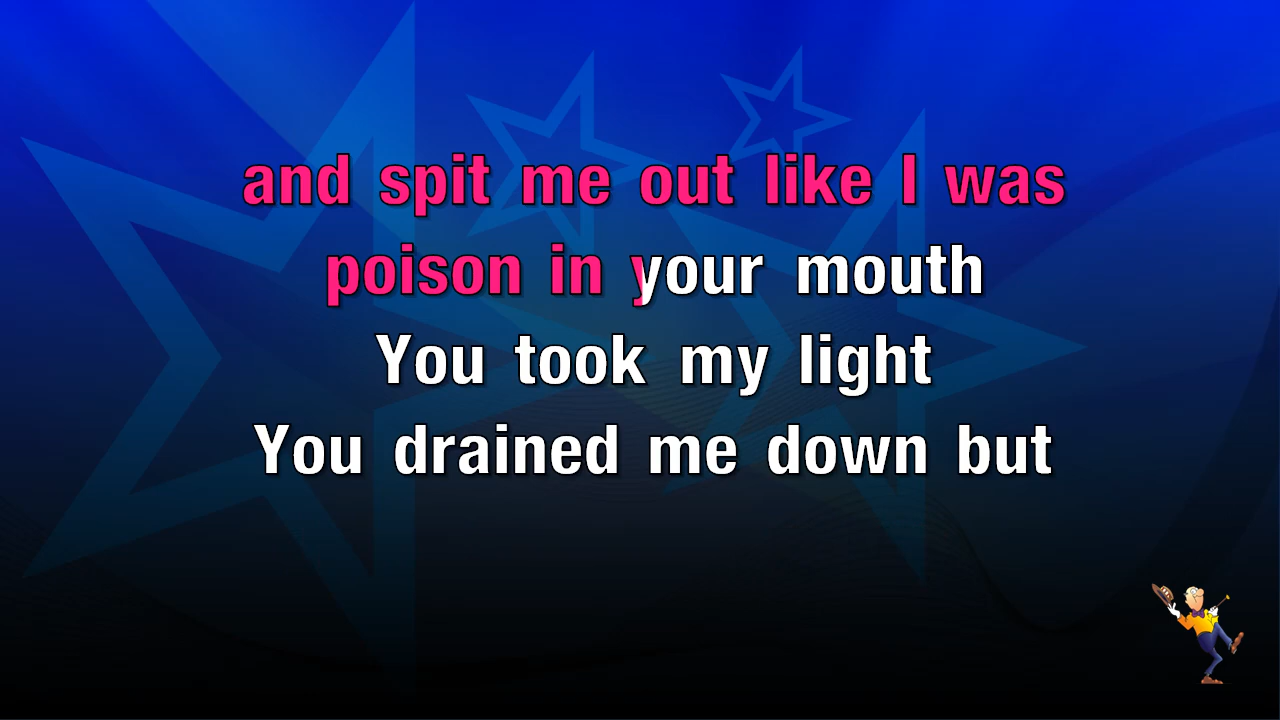 and spit me out like I was
poison in your mouth
You took my light
You drained me down but